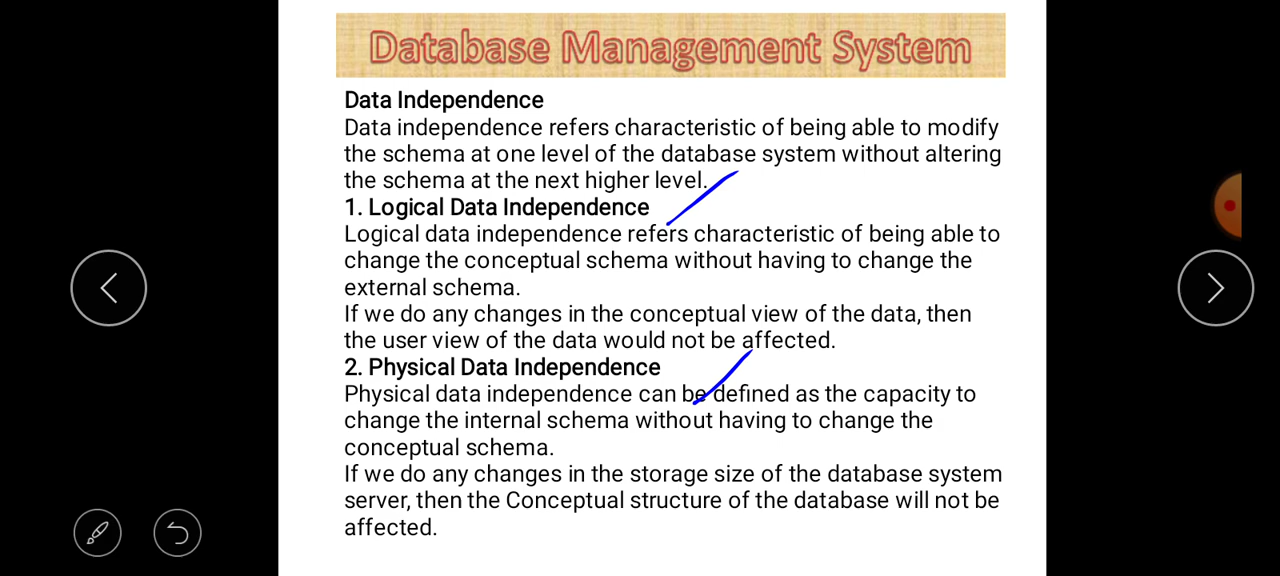 Database Management System
Data Independence
Data independence refers characteristic of being able to modify
the schema at one level of the database system without altering
the schema at the next higher level.
1. Logical Data Independence
Logical data independence refers characteristic of being able to
change the conceptual schema without having to change the
external schema.
If we do any changes in the conceptual view of the data, then
the user view of the data would not be affected.
2. Physical Data Independence
Physical data independence can be defined as the capacity to
change the internal schema without having to change the
conceptual schema.
If we do any changes in the storage size of the database system
server, then the Conceptual structure of the database will not be
affected.